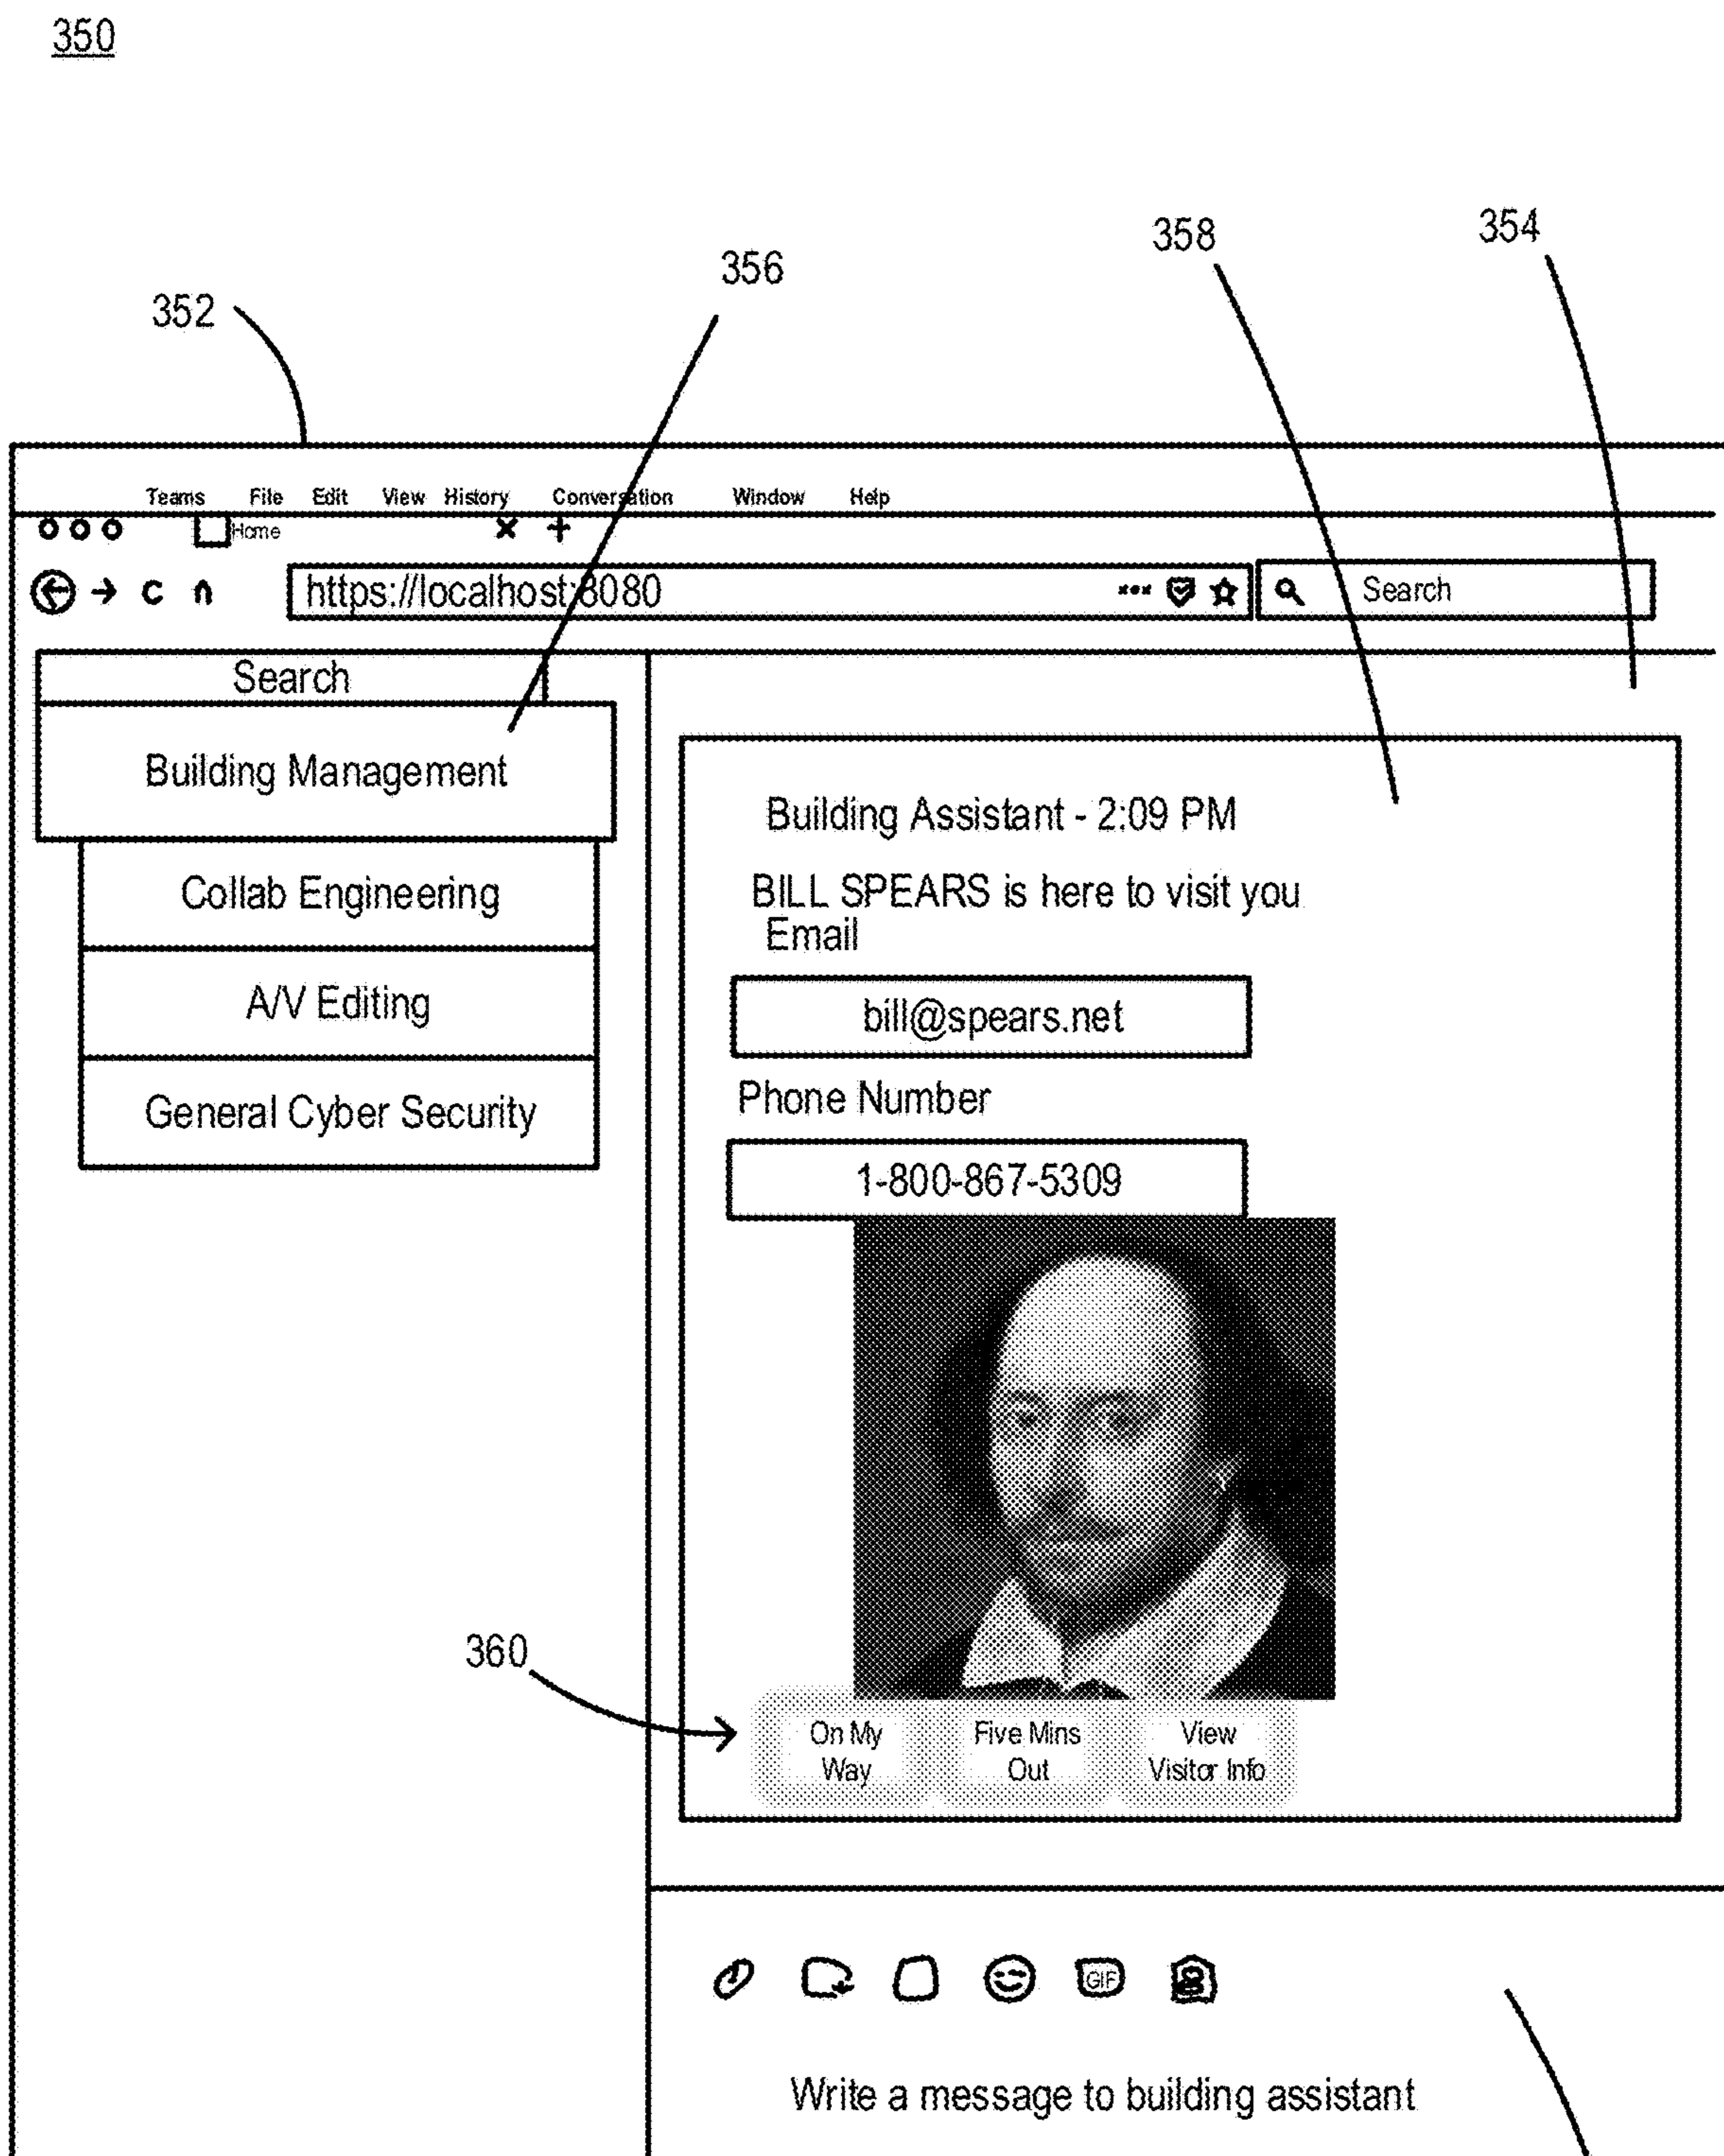 350
358
354
356
352
Teams File Edit View History Conversation Window Help
Home
https://localhost:8080
Search
Search
Building Management
Collab Engineering
A/V Editing
General Cyber Security
Building Assistant - 2:09 PM
BILL SPEARS is here to visit you
Email
bill@spears.net
Phone Number
1-800-867-5309
360
On My
Way
Five Mins
Out
View
Visitor Info
GIF
Write a message to building assistant